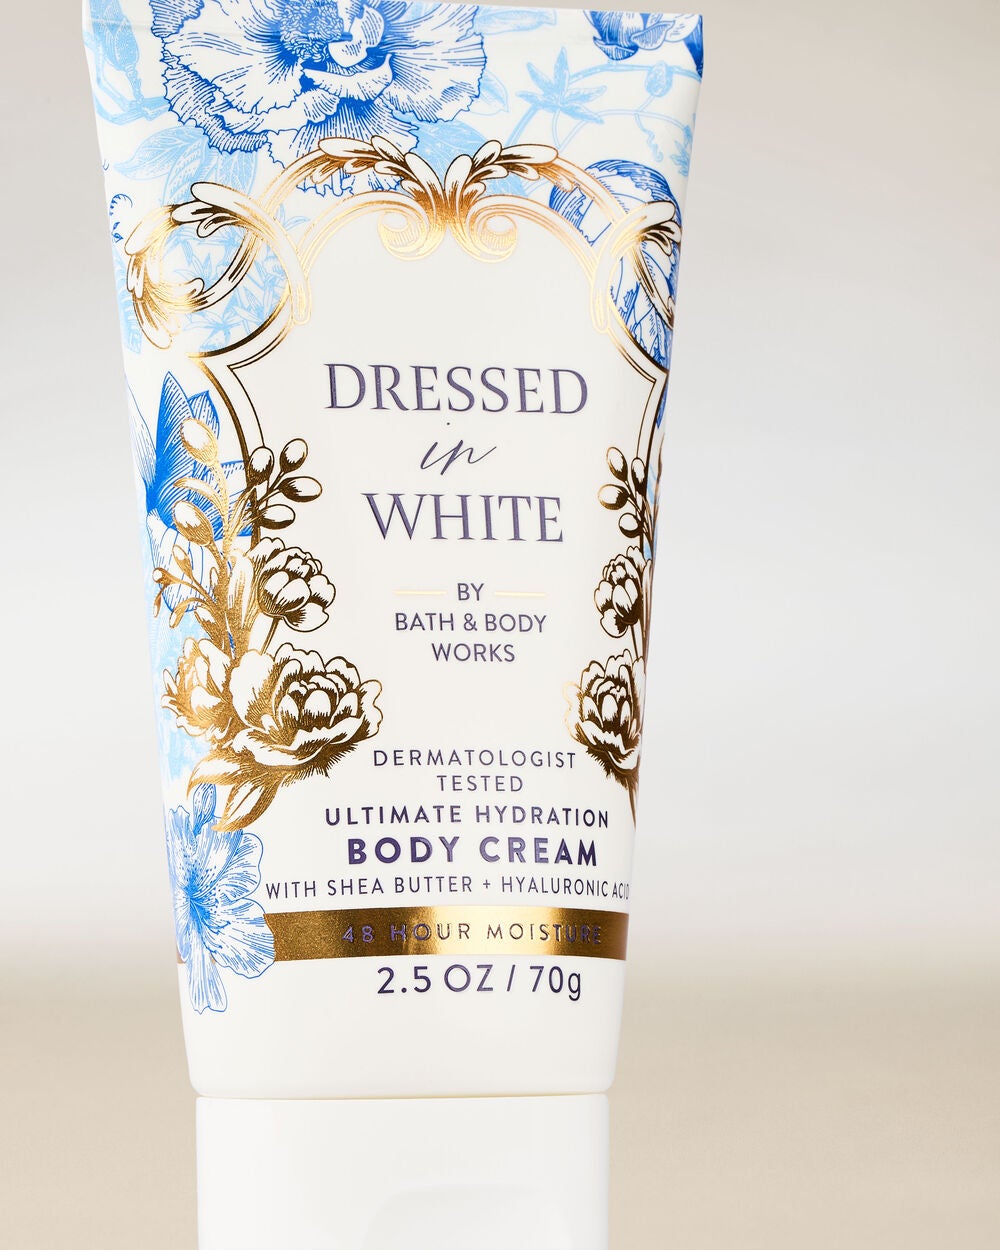 DRESSED
in
WHITE
BY
BATH & BODY
WORKS
DERMATOLOGIST
TESTED
ULTIMATE HYDRATION
BODY CREAM
WITH SHEA BUTTER + HYALURONIC ACID
48 HOUR MOISTURE
2.5 OZ / 70g